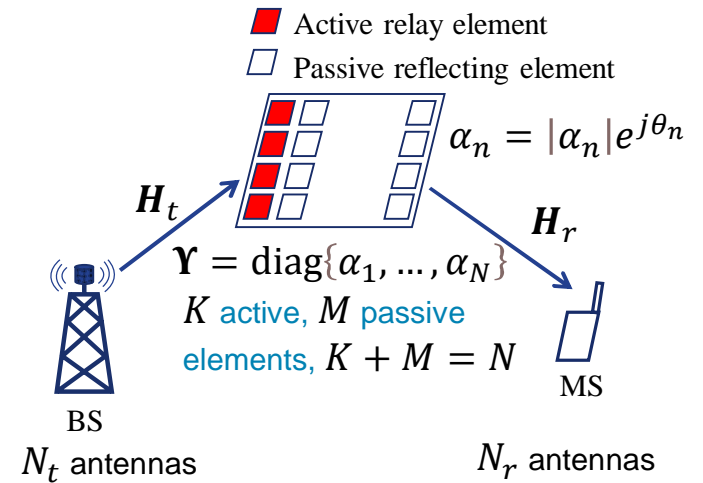 Active relay element
Passive reflecting element
αₙ = |αₙ|e^{jθₙ}
𝑯ₜ
𝑯ᵣ
𝚼 = diag{α₁, … , α_N}
K active, M passive
elements, K + M = N
BS
MS
Nₜ antennas
Nᵣ antennas